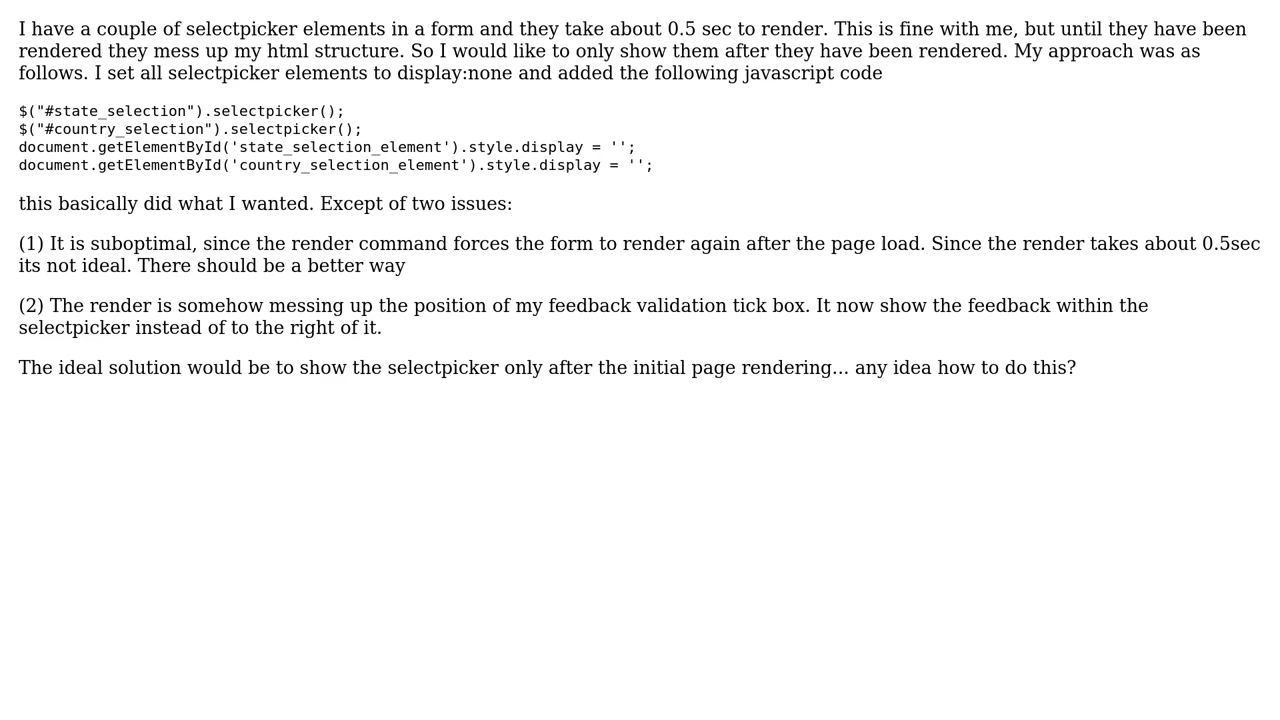 I have a couple of selectpicker elements in a form and they take about 0.5 sec to render. This is fine with me, but until they have been
rendered they mess up my html structure. So I would like to only show them after they have been rendered. My approach was as
follows. I set all selectpicker elements to display:none and added the following javascript code
$("#state_selection").selectpicker();
$("#country_selection").selectpicker();
document.getElementById('state_selection_element').style.display = '';
document.getElementById('country_selection_element').style.display = '';
this basically did what I wanted. Except of two issues:
(1) It is suboptimal, since the render command forces the form to render again after the page load. Since the render takes about 0.5sec
its not ideal. There should be a better way
(2) The render is somehow messing up the position of my feedback validation tick box. It now show the feedback within the
selectpicker instead of to the right of it.
The ideal solution would be to show the selectpicker only after the initial page rendering... any idea how to do this?